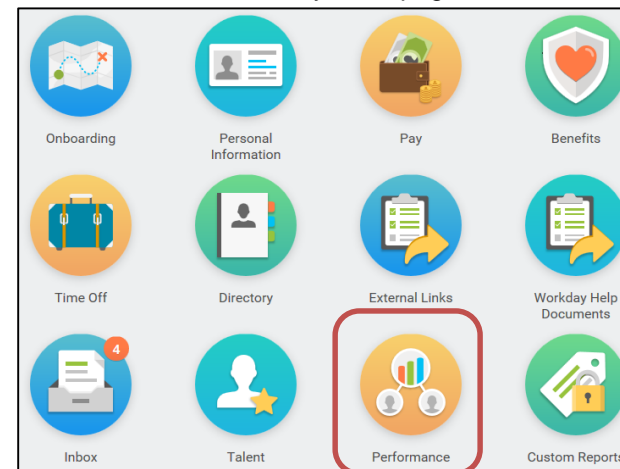 Onboarding
Personal
Information
Pay
Benefits
Time Off
Directory
External Links
Workday Help
Documents
4
Inbox
Talent
Performance
Custom Reports